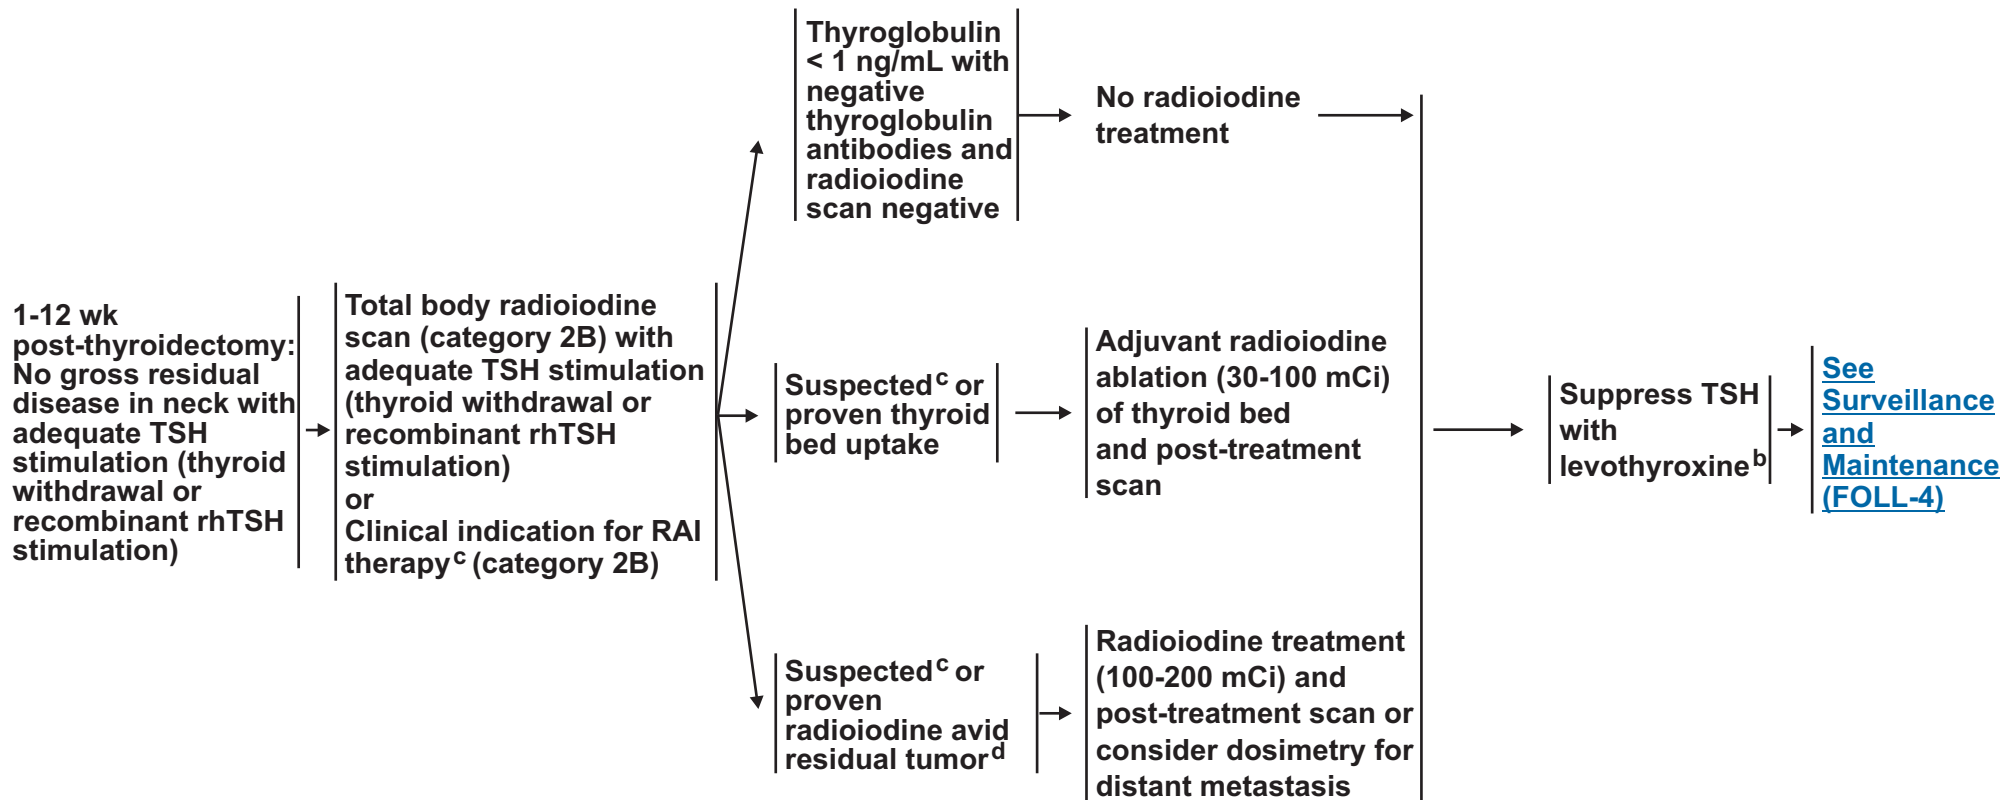 1-12 wk
post-thyroidectomy:
No gross residual
disease in neck with
adequate TSH
stimulation (thyroid
withdrawal or
recombinant rhTSH
stimulation)
Total body radioiodine
scan (category 2B) with
adequate TSH stimulation
(thyroid withdrawal or
recombinant rhTSH
stimulation)
or
Clinical indication for RAI
therapy c (category 2B)
Thyroglobulin
< 1 ng/mL with
negative
thyroglobulin
antibodies and
radioiodine
scan negative
No radioiodine
treatment
Suspected c or
proven thyroid
bed uptake
Adjuvant radioiodine
ablation (30-100 mCi)
of thyroid bed
and post-treatment
scan
Suspected c or
proven
radioiodine avid
residual tumor d
Radioiodine treatment
(100-200 mCi) and
post-treatment scan or
consider dosimetry for
distant metastasis
Suppress TSH
with
levothyroxine b
See
Surveillance
and
Maintenance
(FOLL-4)